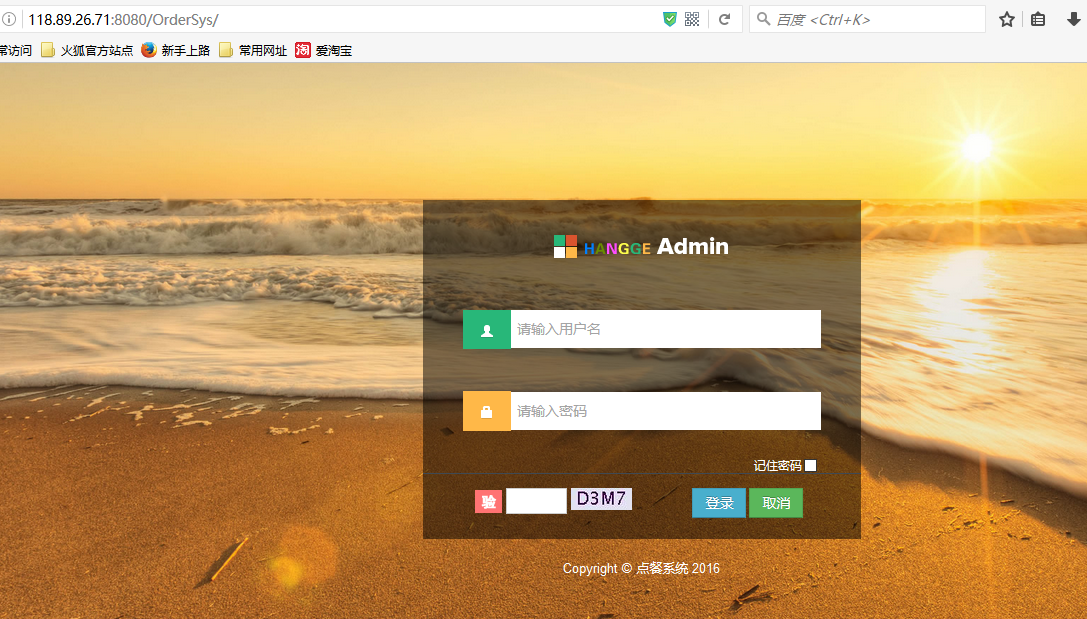 118.89.26.71:8080/OrderSys/
百度 <Ctrl+K>
常访问 火狐官方站点 新手上路 常用网址 淘 爱淘宝
HANGGE Admin
请输入用户名
请输入密码
记住密码
验 D3M7 登录 取消
Copyright © 点餐系统 2016